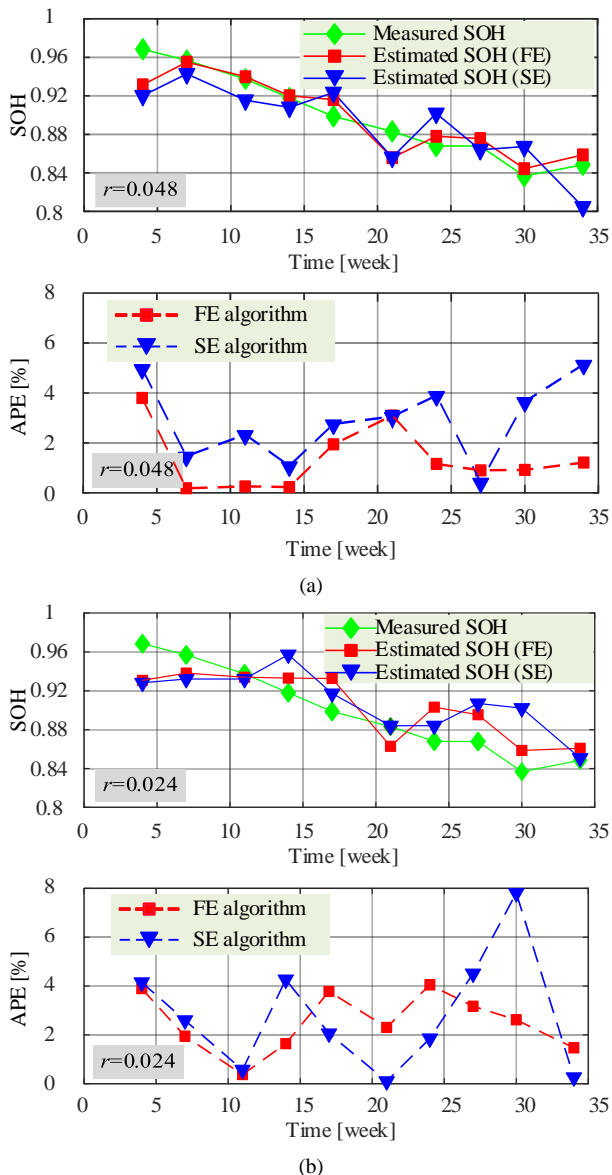 1
0.96
0.92
0.88
0.84
0.8
SOH
Measured SOH
Estimated SOH (FE)
Estimated SOH (SE)
r=0.048
0 5 10 15 20 25 30 35
Time [week]
8
6
4
2
0
APE [%]
FE algorithm
SE algorithm
r=0.048
0 5 10 15 20 25 30 35
Time [week]
(a)
1
0.96
0.92
0.88
0.84
0.8
SOH
Measured SOH
Estimated SOH (FE)
Estimated SOH (SE)
r=0.024
0 5 10 15 20 25 30 35
Time [week]
8
6
4
2
0
APE [%]
FE algorithm
SE algorithm
r=0.024
0 5 10 15 20 25 30 35
Time [week]
(b)